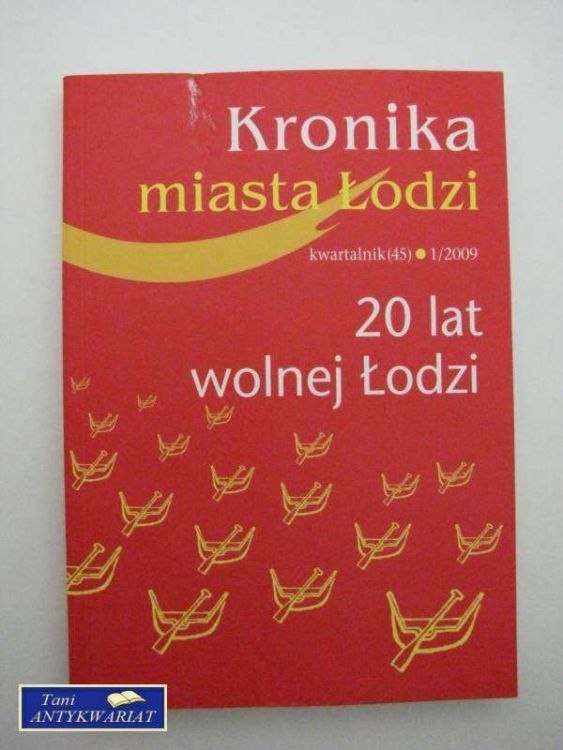 Kronika
miasta Łodzi
kwartalnik(45) ● 1/2009
20 lat
wolnej Łodzi
Tani
ANTYKWARIAT